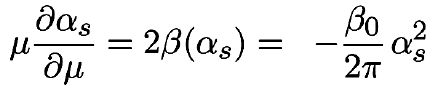 μ ∂α_s/∂μ = 2β(α_s) = −β_0/2π α_s^2